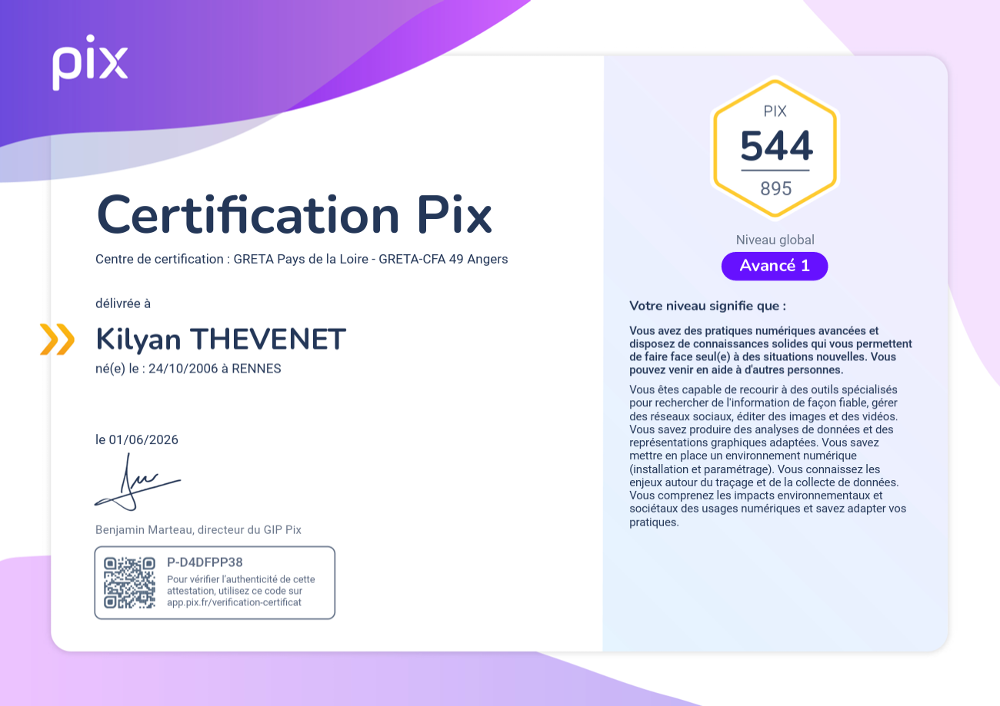 pix
Certification Pix
Centre de certification : GRETA Pays de la Loire - GRETA-CFA 49 Angers
délivrée à
Kilyan THEVENET
né(e) le : 24/10/2006 à RENNES
le 01/06/2026
Benjamin Marteau, directeur du GIP Pix
P-D4DFPP38
Pour vérifier l'authenticité de cette
attestation, utilisez ce code sur
app.pix.fr/verification-certificat
PIX
544
895
Niveau global
Avancé 1
Votre niveau signifie que :
Vous avez des pratiques numériques avancées et
disposez de connaissances solides qui vous permettent
de faire face seul(e) à des situations nouvelles. Vous
pouvez venir en aide à d'autres personnes.
Vous êtes capable de recourir à des outils spécialisés
pour rechercher de l'information de façon fiable, gérer
des réseaux sociaux, éditer des images et des vidéos.
Vous savez produire des analyses de données et des
représentations graphiques adaptées. Vous savez
mettre en place un environnement numérique
(installation et paramétrage). Vous connaissez les
enjeux autour du traçage et de la collecte de données.
Vous comprenez les impacts environnementaux et
sociétaux des usages numériques et savez adapter vos
pratiques.